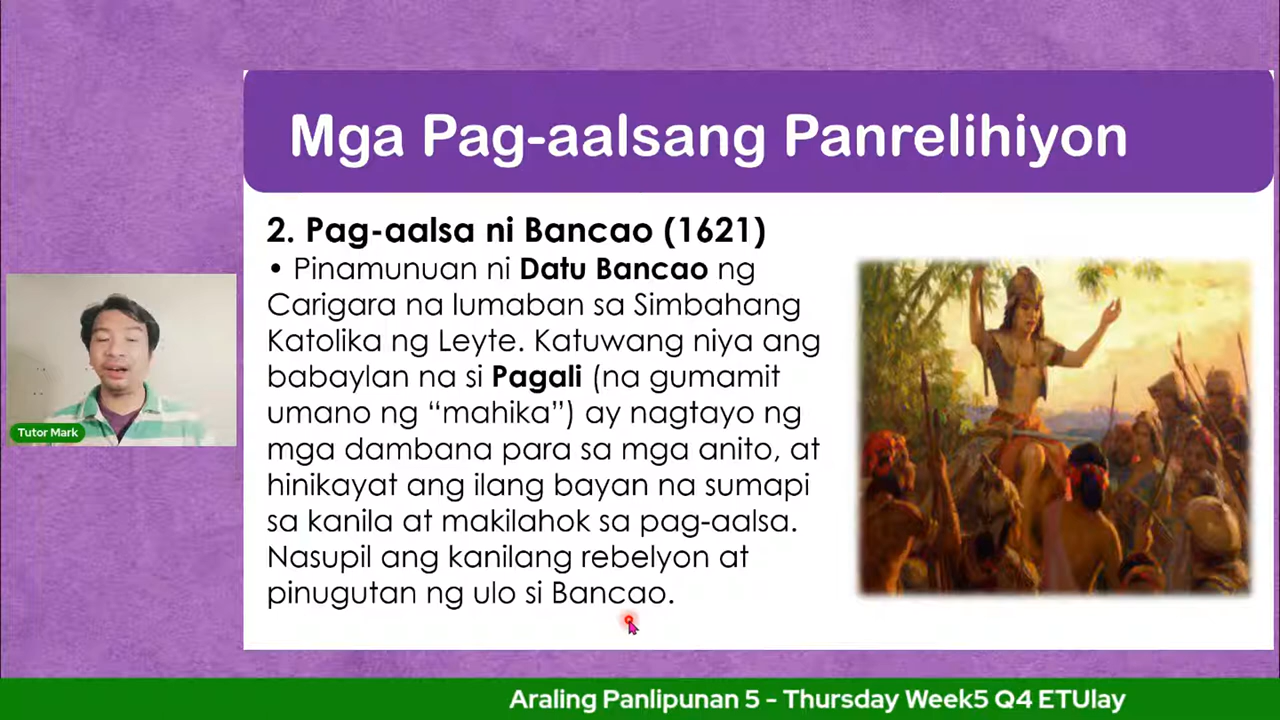 Mga Pag-aalsang Panrelihiyon
2. Pag-aalsa ni Bancao (1621)
• Pinamunuan ni Datu Bancao ng
Carigara na lumaban sa Simbahang
Katolika ng Leyte. Katuwang niya ang
babaylan na si Pagali (na gumamit
umano ng “mahika”) ay nagtayo ng
mga dambana para sa mga anito, at
hinikayat ang ilang bayan na sumapi
sa kanila at makilahok sa pag-aalsa.
Nasupil ang kanilang rebelyon at
pinugutan ng ulo si Bancao.
Tutor Mark
Araling Panlipunan 5 - Thursday Week5 Q4 ETUlay